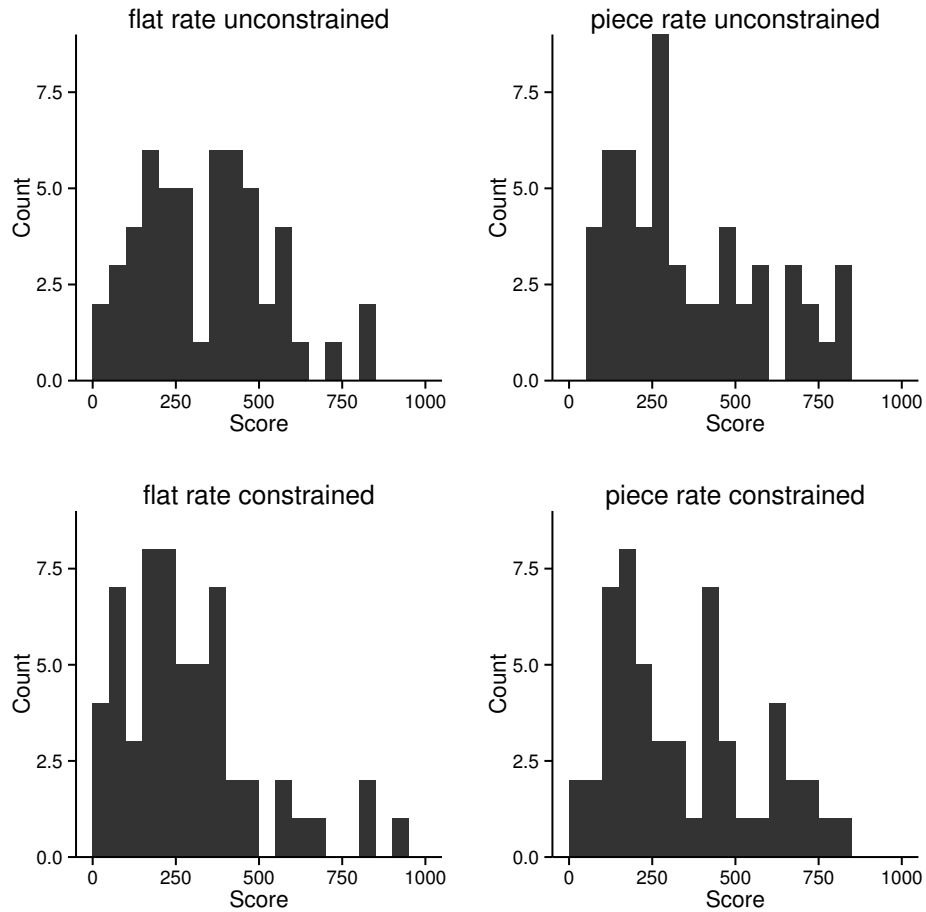 flat rate unconstrained
Count
7.5
5.0
2.5
0.0
0 250 500 750 1000
Score
piece rate unconstrained
Count
7.5
5.0
2.5
0.0
0 250 500 750 1000
Score
flat rate constrained
Count
7.5
5.0
2.5
0.0
0 250 500 750 1000
Score
piece rate constrained
Count
7.5
5.0
2.5
0.0
0 250 500 750 1000
Score